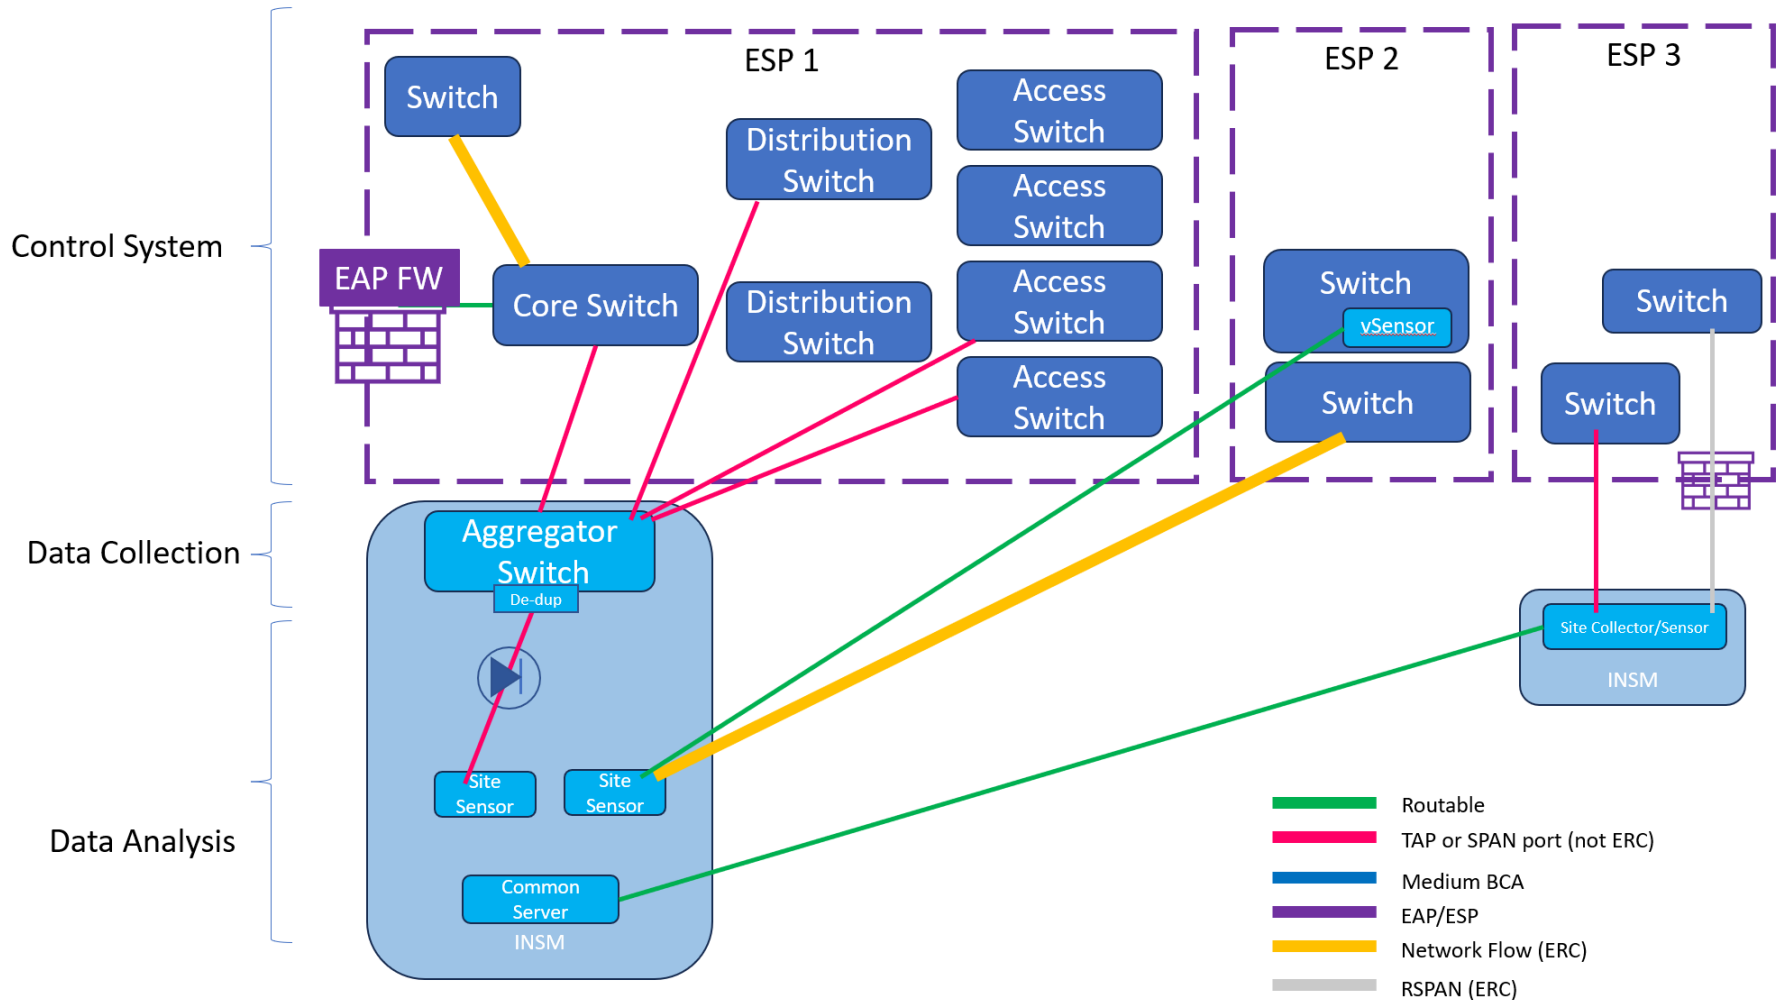 ESP 1
ESP 2
ESP 3
Switch
Access
Switch
Distribution
Switch
Access
Switch
Control System
EAP FW
Core Switch
Distribution
Switch
Access
Switch
Access
Switch
Switch
vSensor
Switch
Switch
Switch
Data Collection
Aggregator
Switch
De-dup
Site Collector/Sensor
INSM
Data Analysis
Site
Sensor
Site
Sensor
Common
Server
INSM
Routable
TAP or SPAN port (not ERC)
Medium BCA
EAP/ESP
Network Flow (ERC)
RSPAN (ERC)